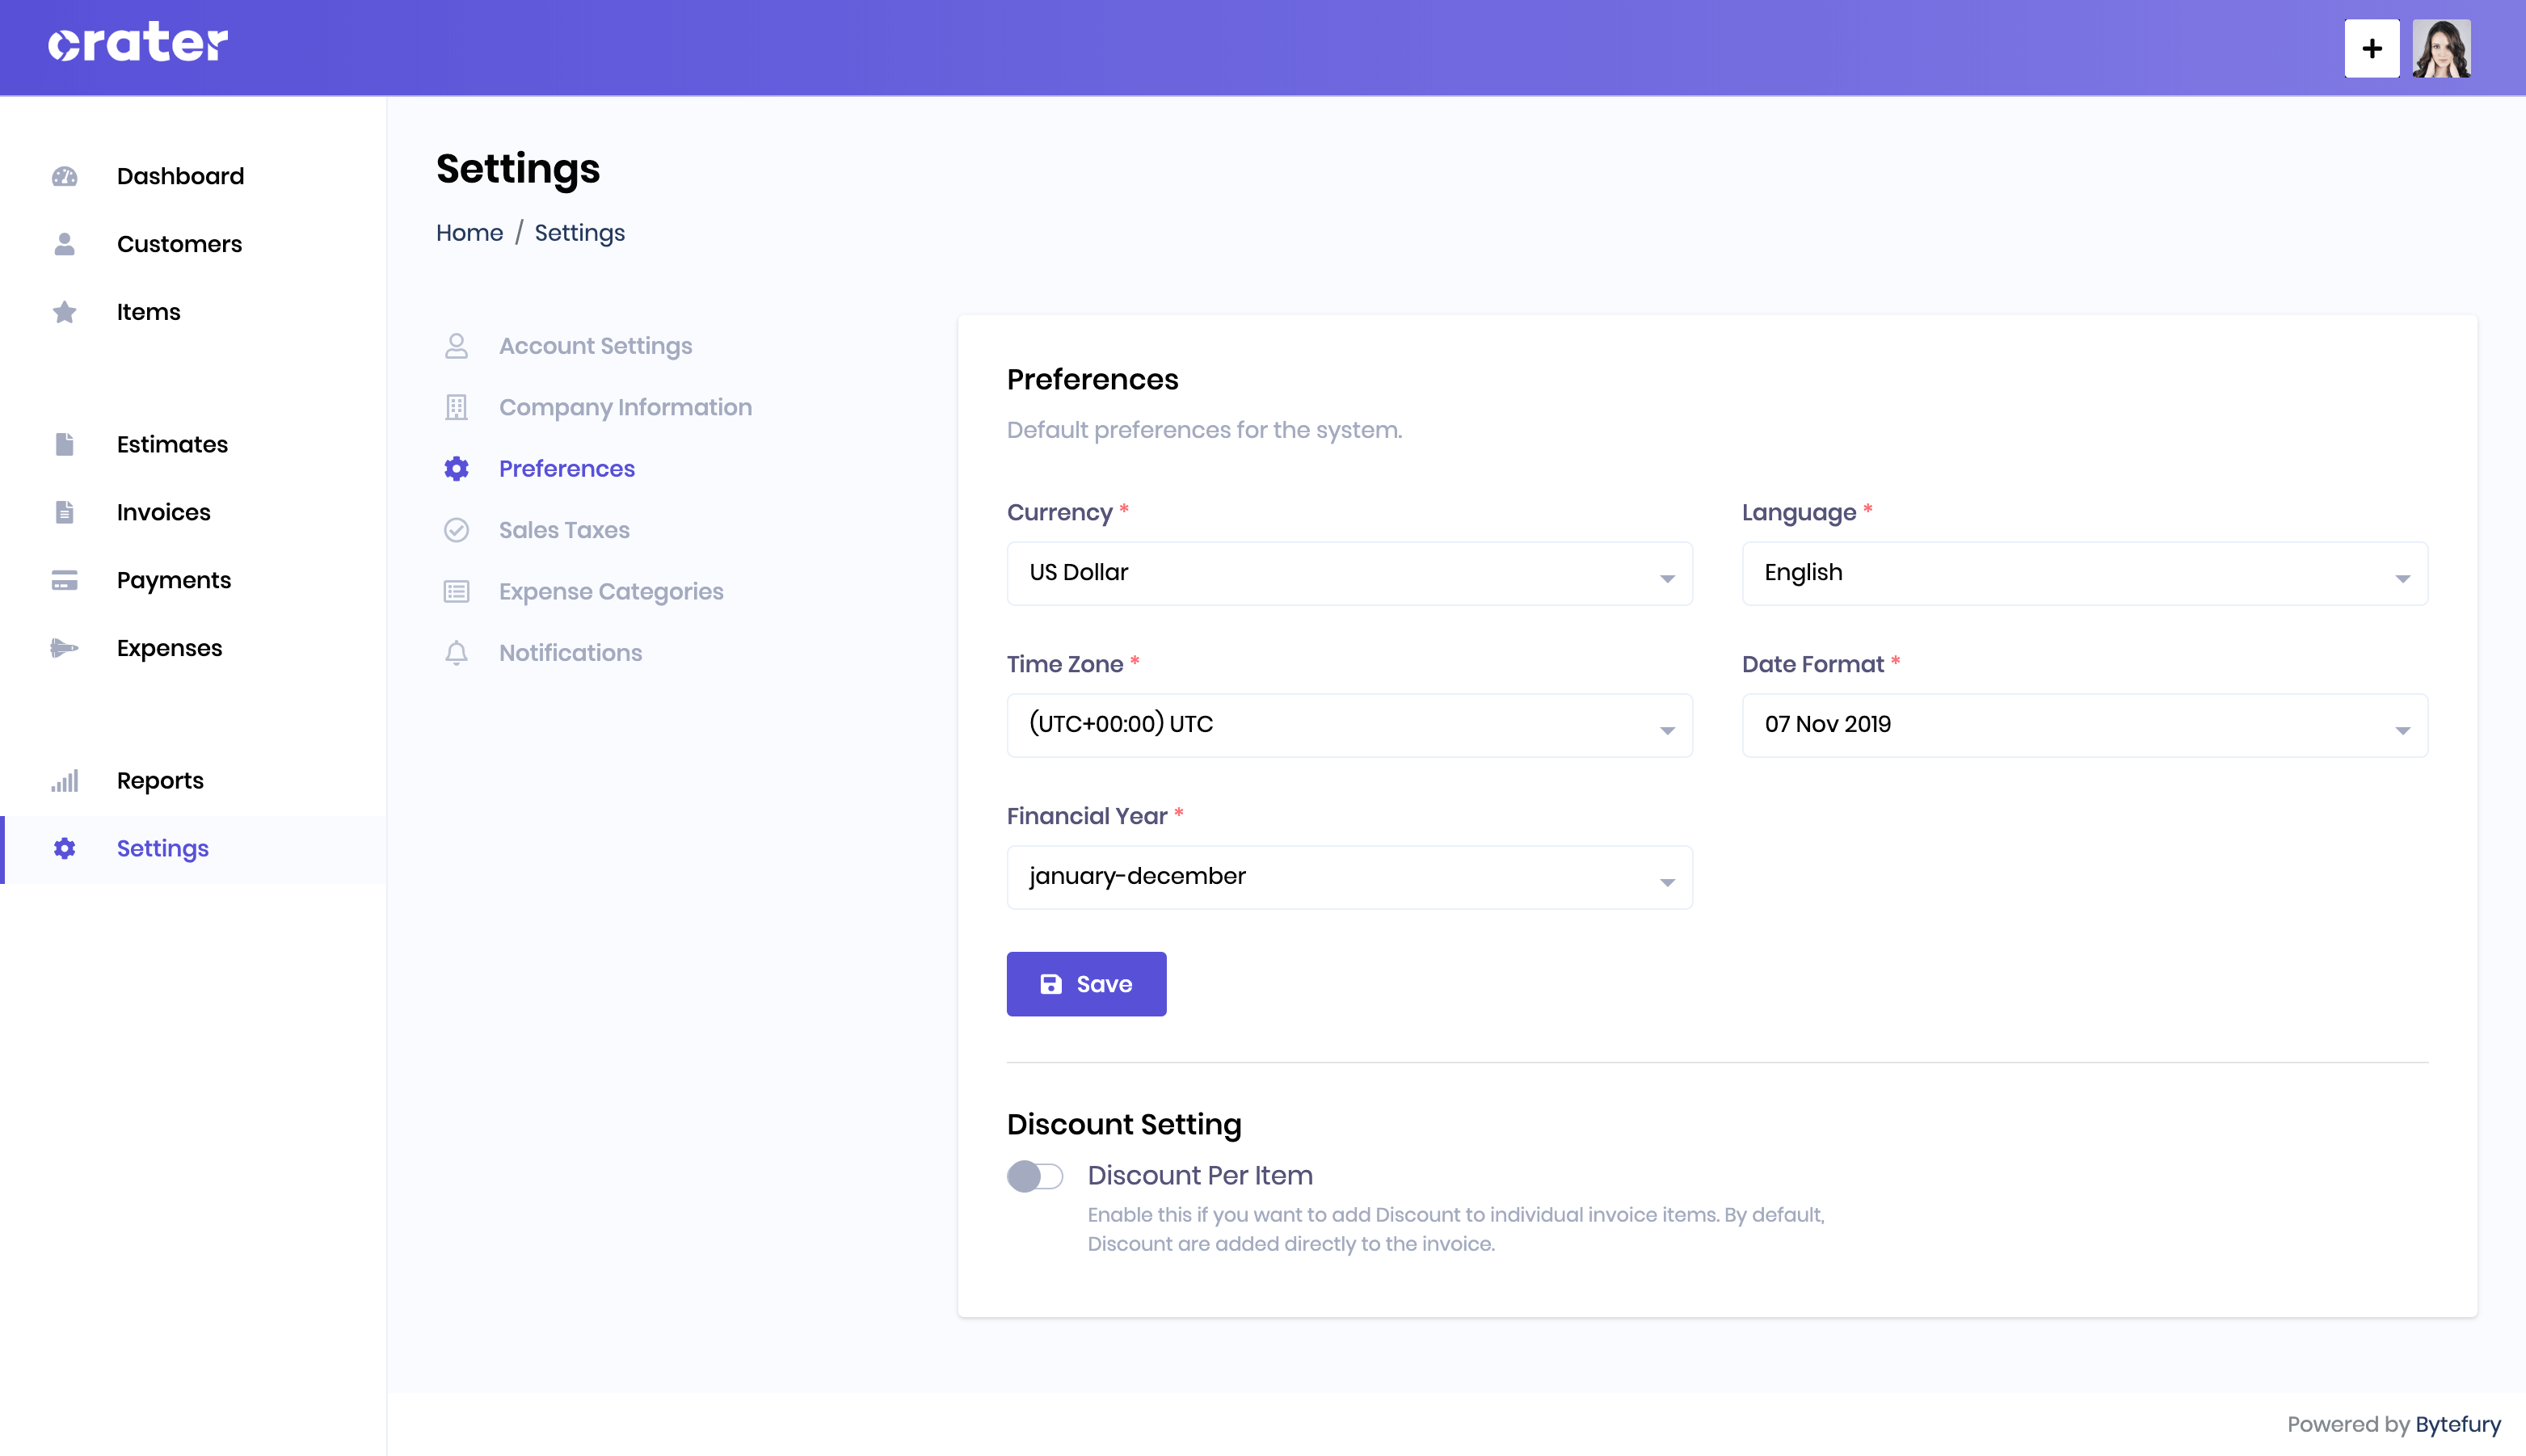 crater
Dashboard
Customers
Items
Estimates
Invoices
Payments
Expenses
Reports
Settings
Settings
Home / Settings
Account Settings
Company Information
Preferences
Sales Taxes
Expense Categories
Notifications
Preferences
Default preferences for the system.
Currency *
US Dollar
Language *
English
Time Zone *
(UTC+00:00) UTC
Date Format *
07 Nov 2019
Financial Year *
january-december
Save
Discount Setting
Discount Per Item
Enable this if you want to add Discount to individual invoice items. By default,
Discount are added directly to the invoice.
Powered by Bytefury